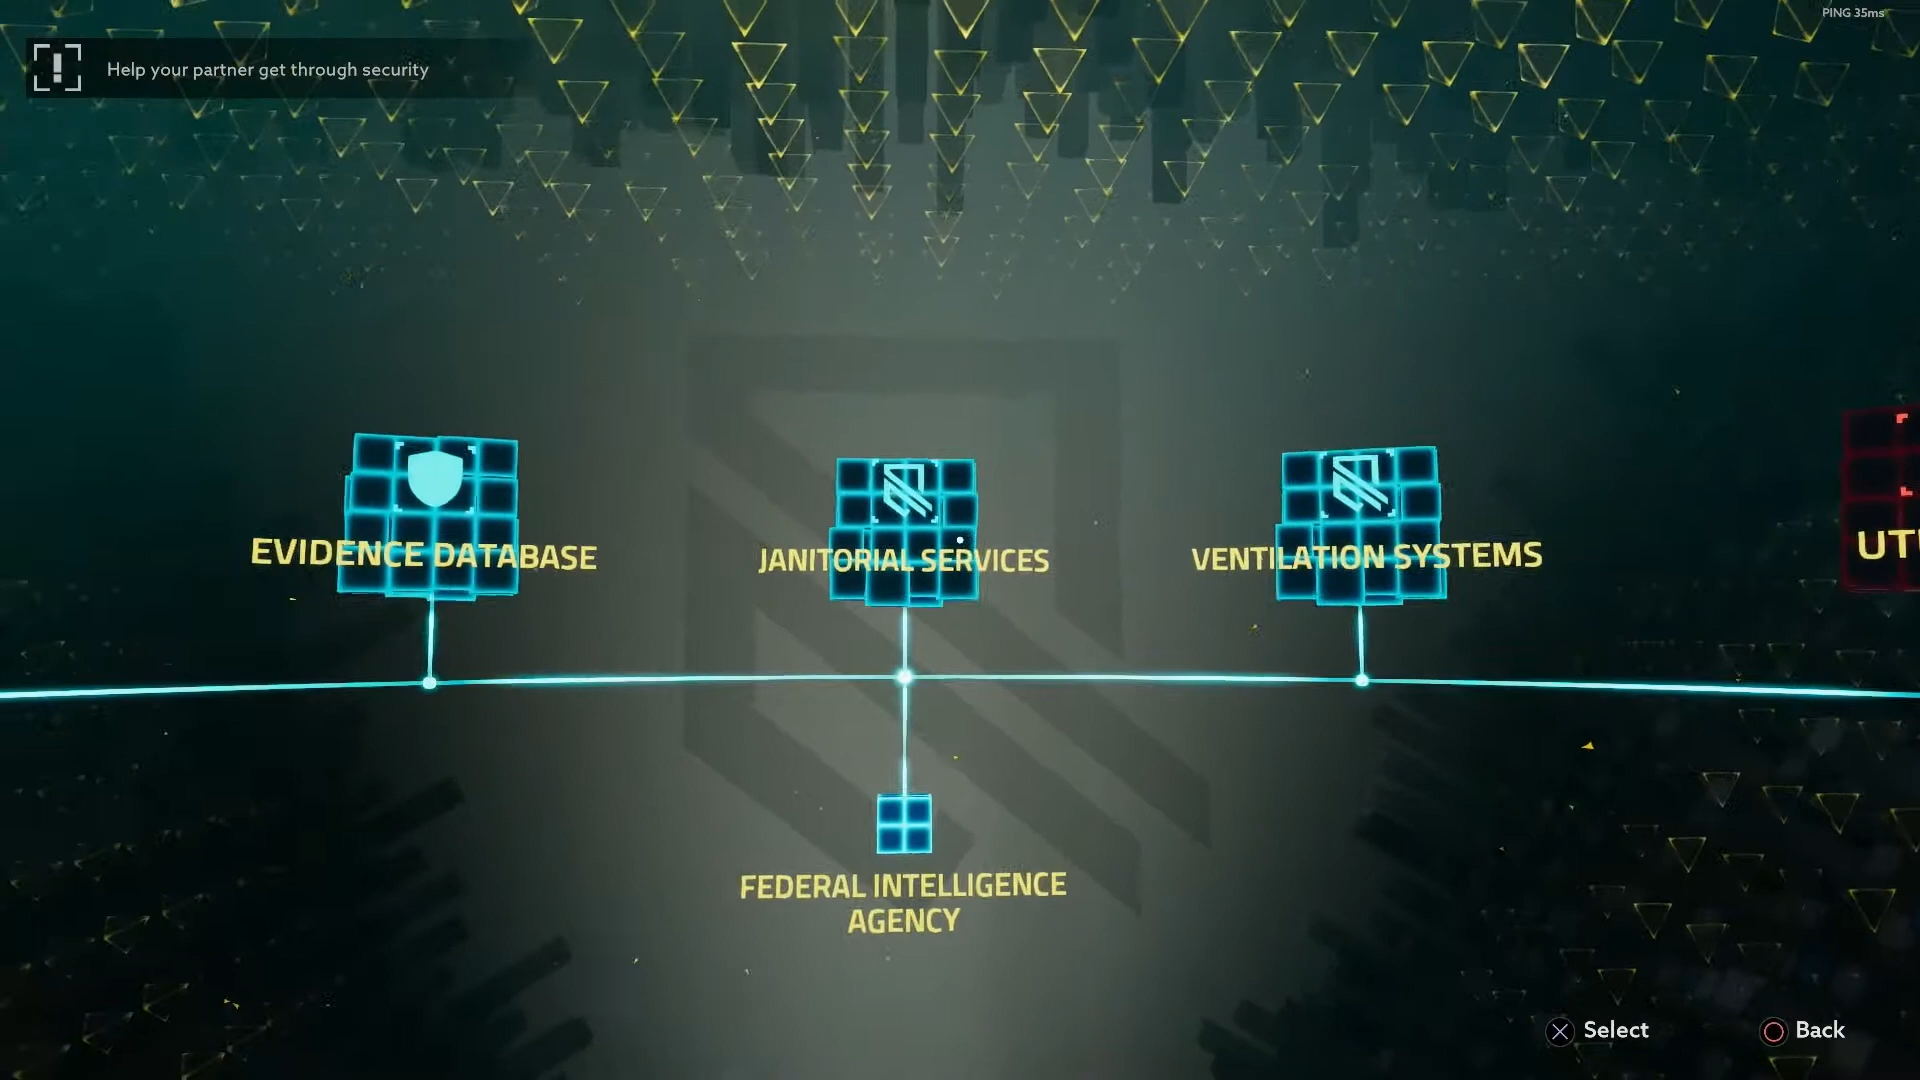 PING 35ms
Help your partner get through security
EVIDENCE DATABASE
JANITORIAL SERVICES
VENTILATION SYSTEMS
FEDERAL INTELLIGENCE
AGENCY
Select
Back